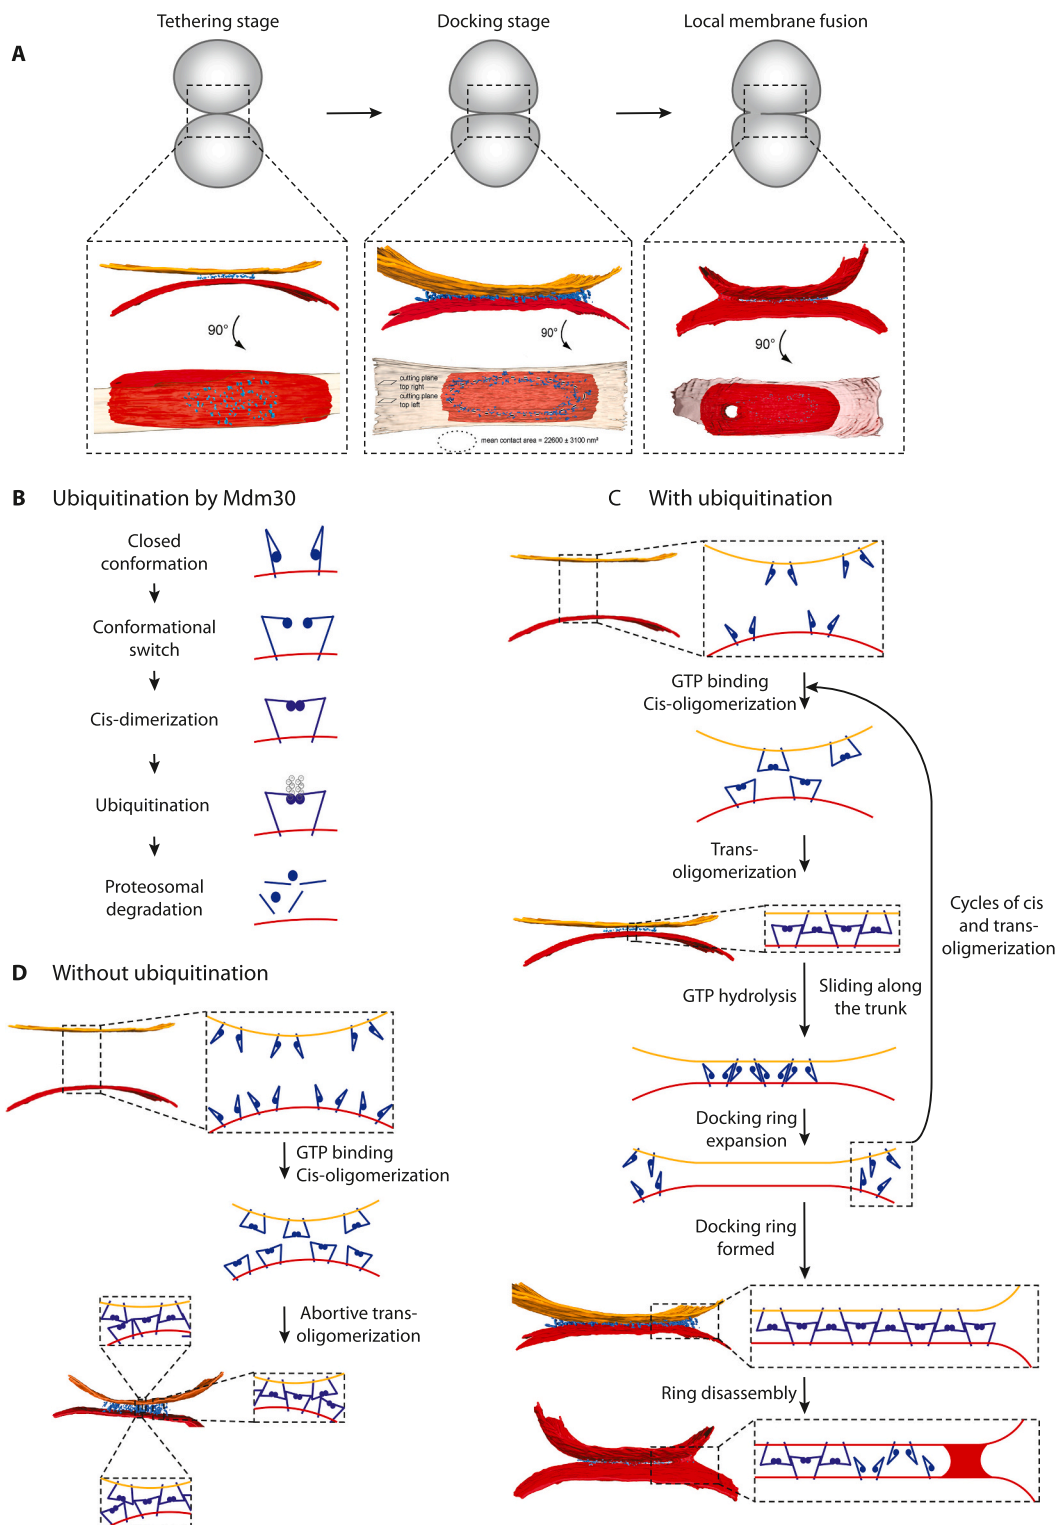 Tethering stage
Docking stage
Local membrane fusion
A
90°
90°
90°
cutting plane
top right
cutting plane
top left
mean contact area = 22600 ± 3100 nm²
B Ubiquitination by Mdm30
Closed
conformation
Conformational
switch
Cis-dimerization
Ubiquitination
Proteosomal
degradation
C With ubiquitination
GTP binding
Cis-oligomerization
Trans-
oligomerization
Cycles of cis
and trans-
oligmerization
GTP hydrolysis
Sliding along
the trunk
Docking ring
expansion
Docking ring
formed
Ring disassembly
D Without ubiquitination
GTP binding
Cis-oligomerization
Abortive trans-
oligomerization